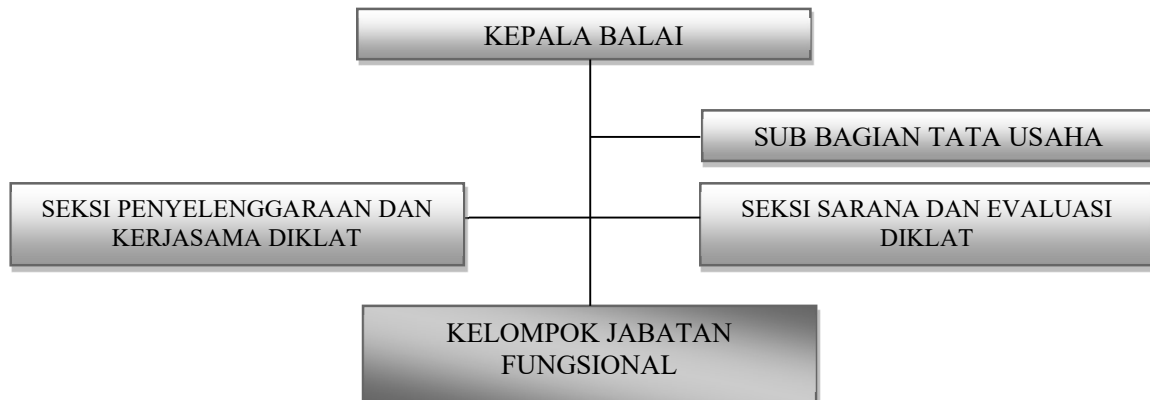 KEPALA BALAI
SUB BAGIAN TATA USAHA
SEKSI PENYELENGGARAAN DAN
KERJASAMA DIKLAT
SEKSI SARANA DAN EVALUASI
DIKLAT
KELOMPOK JABATAN
FUNGSIONAL